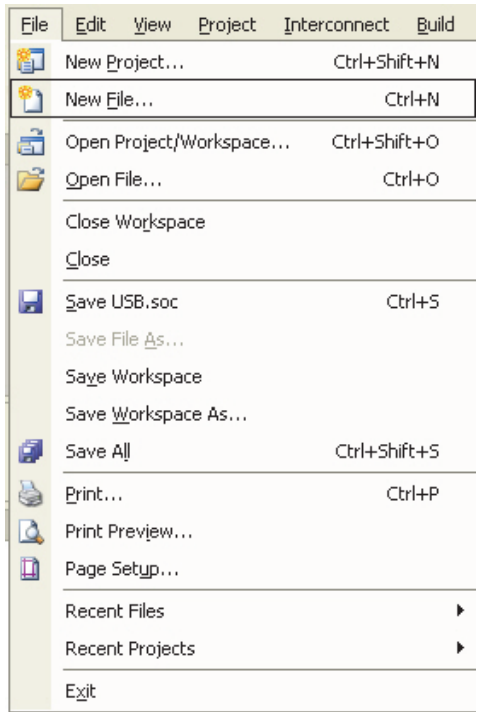 File Edit View Project Interconnect Build
New Project... Ctrl+Shift+N
New File... Ctrl+N
Open Project/Workspace... Ctrl+Shift+O
Open File... Ctrl+O
Close Workspace
Close
Save USB.soc Ctrl+S
Save File As...
Save Workspace
Save Workspace As...
Save All Ctrl+Shift+S
Print... Ctrl+P
Print Preview...
Page Setup...
Recent Files
Recent Projects
Exit